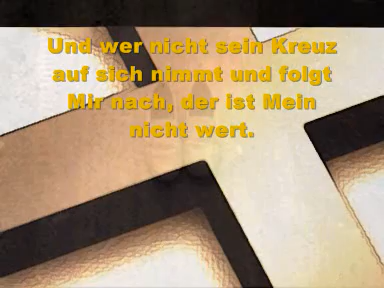 Und wer nicht sein Kreuz
auf sich nimmt und folgt
Mir nach, der ist Mein
nicht wert.